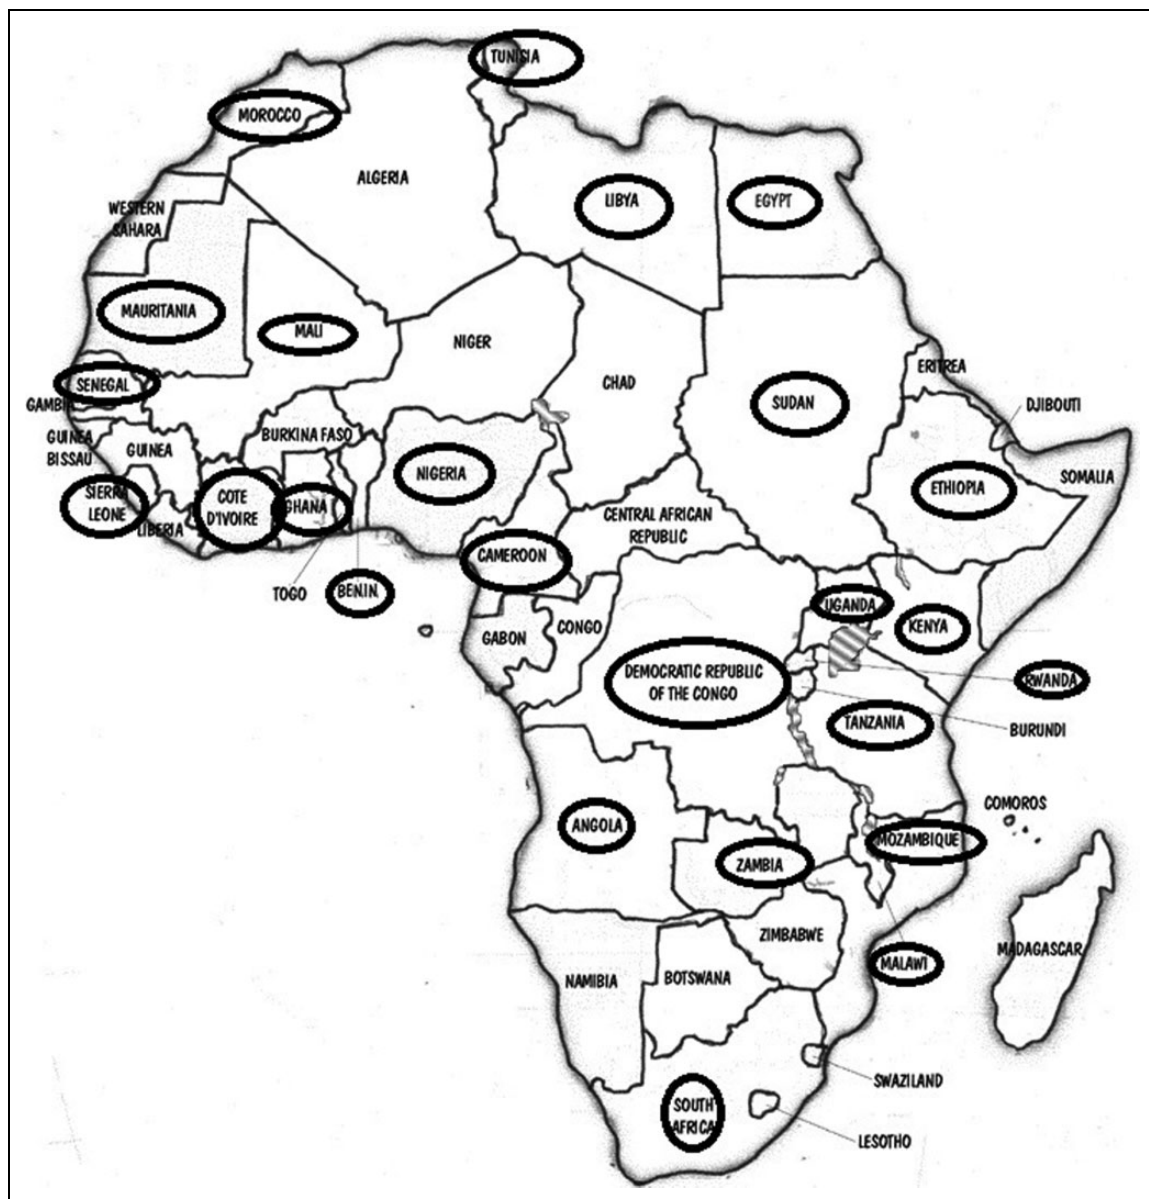 TUNISIA
MOROCCO
ALGERIA
LIBYA
EGYPT
WESTERN
SAHARA
MAURITANIA
MALI
NIGER
CHAD
SUDAN
ERITREA
DJIBOUTI
SENEGAL
GAMBIA
GUINEA
BISSAU
GUINEA
BURKINA FASO
NIGERIA
ETHIOPIA
SOMALIA
SIERRA
LEONE
LIBERIA
COTE
D'IVOIRE
GHANA
TOGO
BENIN
CAMEROON
CENTRAL AFRICAN
REPUBLIC
UGANDA
KENYA
GABON
CONGO
DEMOCRATIC REPUBLIC
OF THE CONGO
RWANDA
BURUNDI
TANZANIA
COMOROS
ANGOLA
ZAMBIA
MOZAMBIQUE
MALAWI
ZIMBABWE
MADAGASCAR
NAMIBIA
BOTSWANA
SWAZILAND
SOUTH
AFRICA
LESOTHO